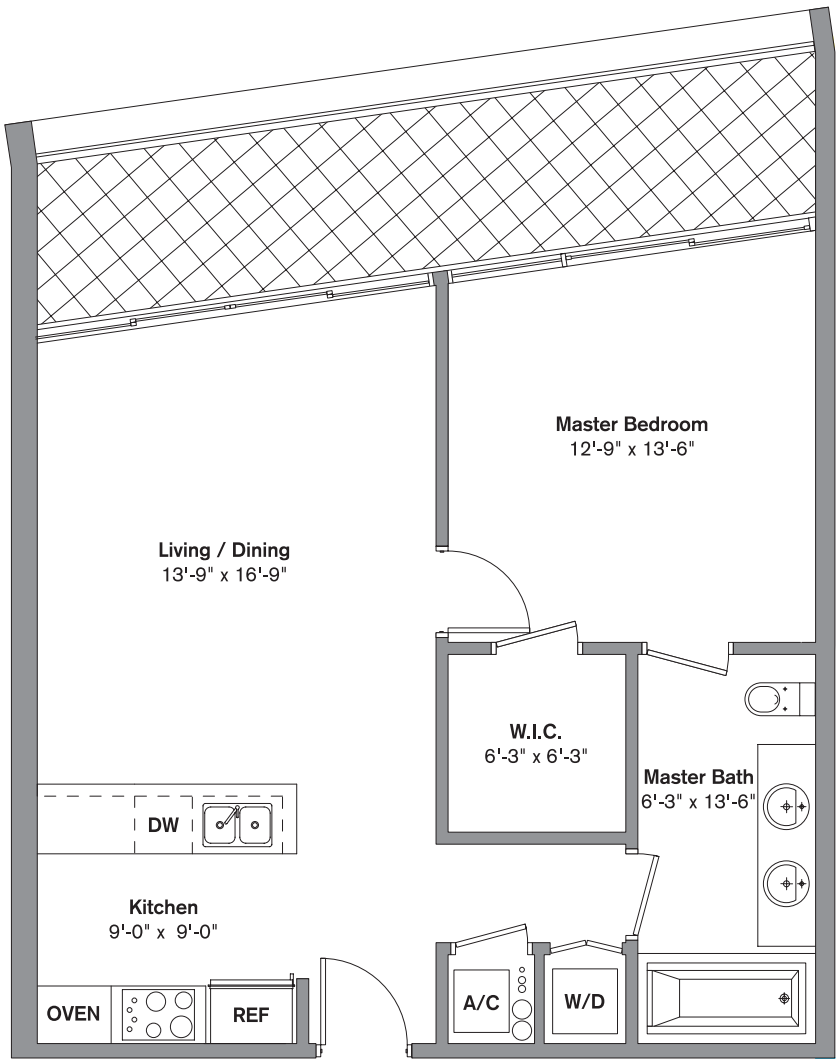 Master Bedroom
12'-9" x 13'-6"
Living / Dining
13'-9" x 16'-9"
W.I.C.
6'-3" x 6'-3"
Master Bath
6'-3" x 13'-6"
DW
Kitchen
9'-0" x 9'-0"
OVEN
REF
A/C
W/D